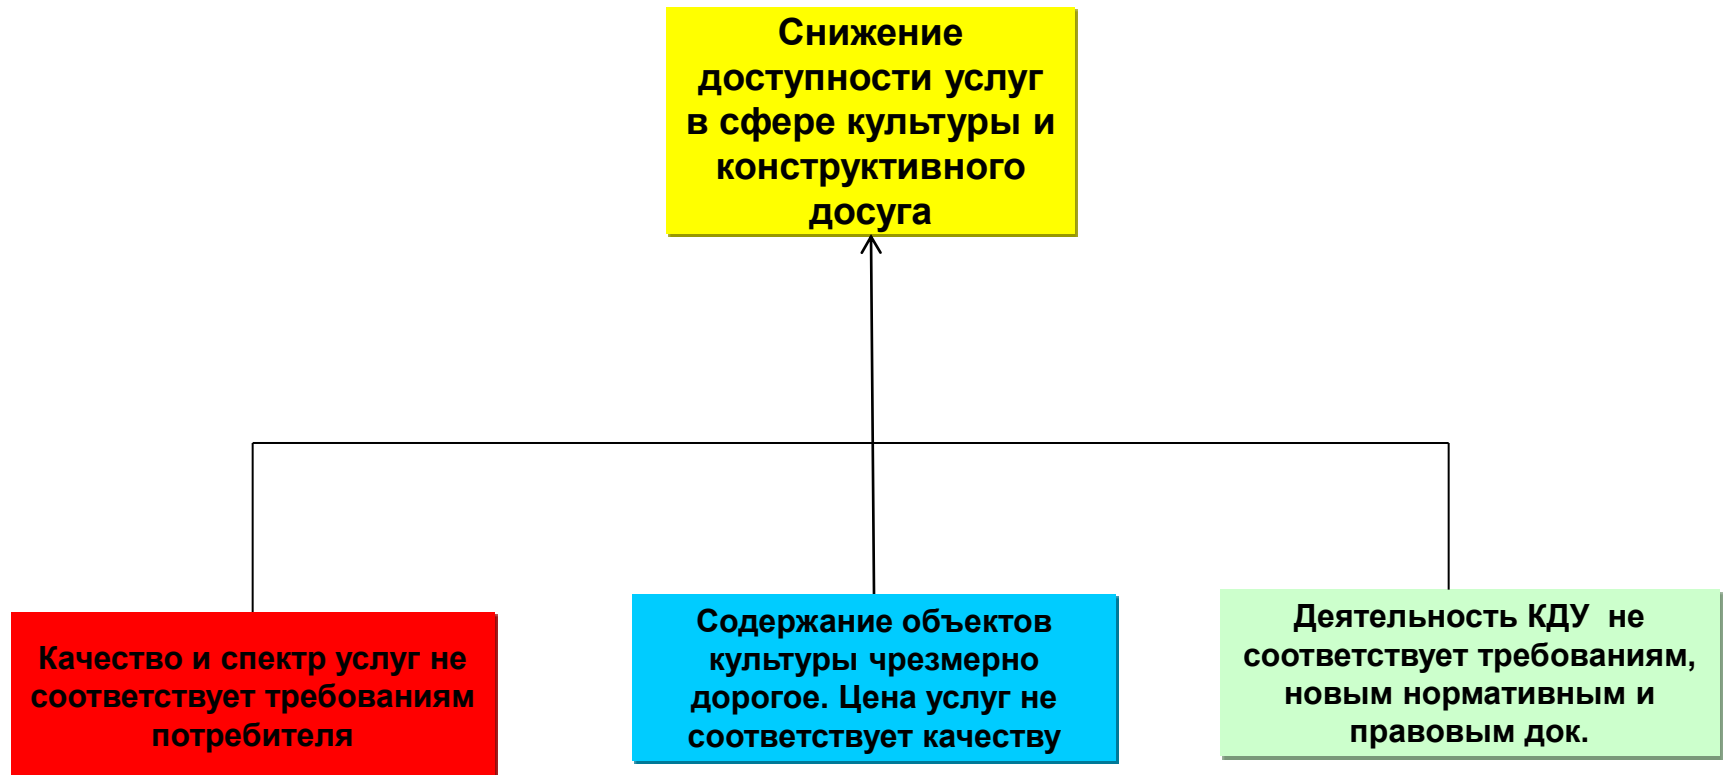 Снижение
доступности услуг
в сфере культуры и
конструктивного
досуга
Качество и спектр услуг не
соответствует требованиям
потребителя
Содержание объектов
культуры чрезмерно
дорогое. Цена услуг не
соответствует качеству
Деятельность КДУ  не
соответствует требованиям,
новым нормативным и
правовым док.